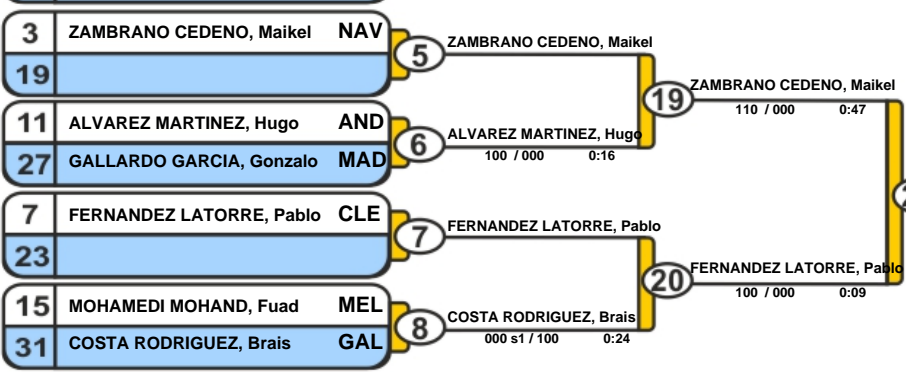 3 ZAMBRANO CEDENO, Maikel NAV
19
5
ZAMBRANO CEDENO, Maikel
11 ALVAREZ MARTINEZ, Hugo AND
27 GALLARDO GARCIA, Gonzalo MAD
6
ALVAREZ MARTINEZ, Hugo
100 / 000 0:16
19
ZAMBRANO CEDENO, Maikel
110 / 000 0:47
7 FERNANDEZ LATORRE, Pablo CLE
23
7
FERNANDEZ LATORRE, Pablo
15 MOHAMEDI MOHAND, Fuad MEL
31 COSTA RODRIGUEZ, Brais GAL
8
COSTA RODRIGUEZ, Brais
000 s1 / 100 0:24
20
FERNANDEZ LATORRE, Pablo
100 / 000 0:09